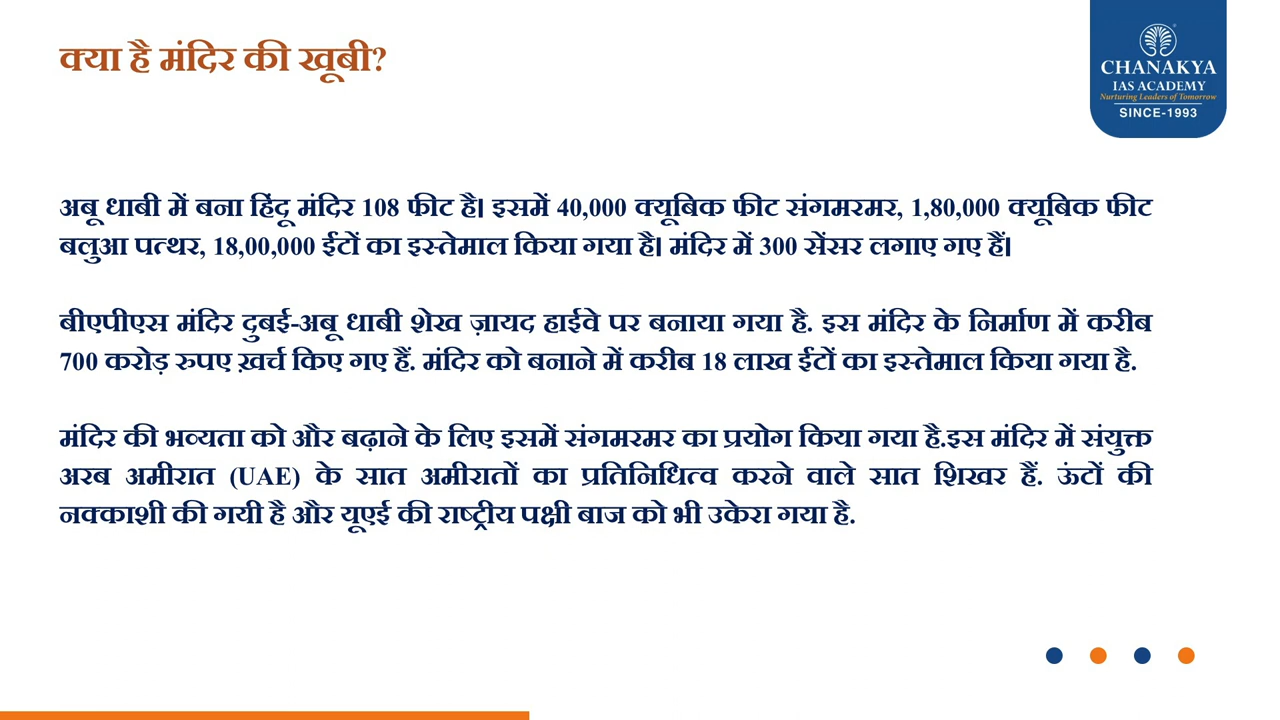 क्या है मंदिर की खूबी?
CHANAKYA
IAS ACADEMY
Nurturing Leaders of Tomorrow
SINCE-1993
अबू धाबी में बना हिंदू मंदिर 108 फीट है। इसमें 40,000 क्यूबिक फीट संगमरमर, 1,80,000 क्यूबिक फीट
बलुआ पत्थर, 18,00,000 ईंटों का इस्तेमाल किया गया है। मंदिर में 300 सेंसर लगाए गए हैं।
बीएपीएस मंदिर दुबई-अबू धाबी शेख ज़ायद हाईवे पर बनाया गया है. इस मंदिर के निर्माण में करीब
700 करोड़ रुपए ख़र्च किए गए हैं. मंदिर को बनाने में करीब 18 लाख ईंटों का इस्तेमाल किया गया है.
मंदिर की भव्यता को और बढ़ाने के लिए इसमें संगमरमर का प्रयोग किया गया है.इस मंदिर में संयुक्त
अरब अमीरात (UAE) के सात अमीरातों का प्रतिनिधित्व करने वाले सात शिखर हैं. ऊंटों की
नक्काशी की गयी है और यूएई की राष्ट्रीय पक्षी बाज को भी उकेरा गया है.